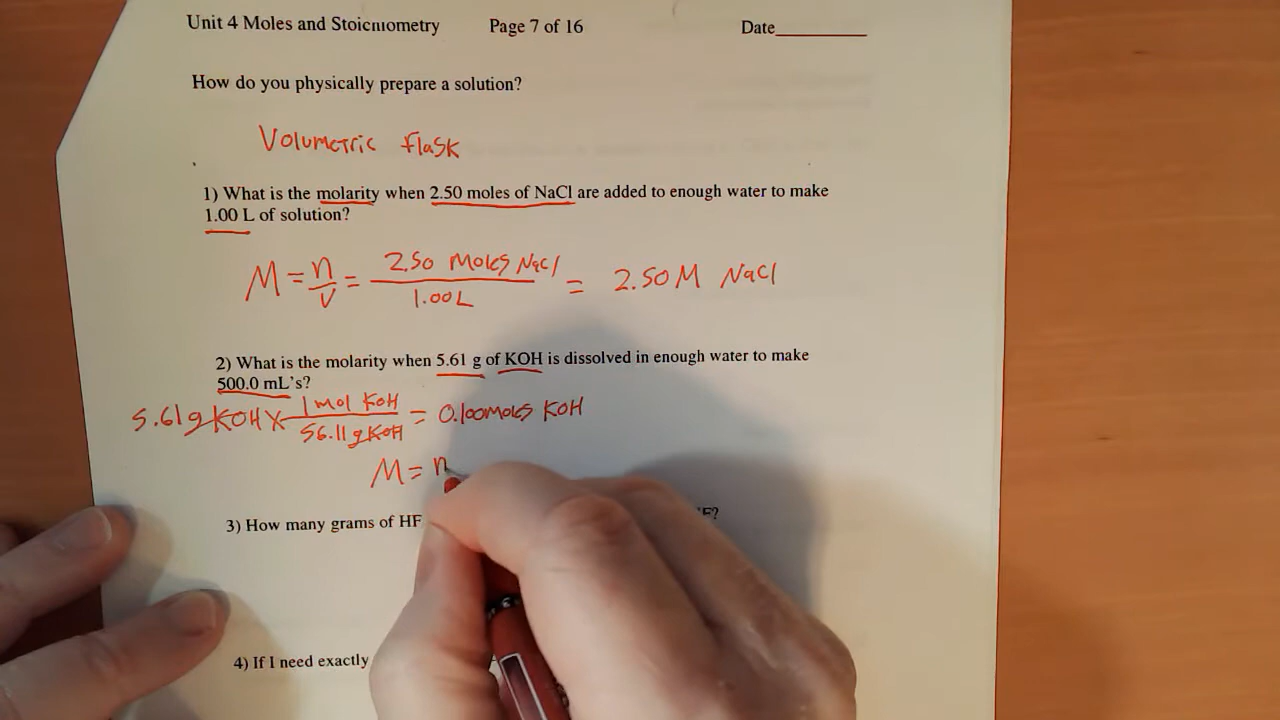 Unit 4 Moles and Stoichiometry Page 7 of 16 Date__________
How do you physically prepare a solution?
Volumetric flask
1) What is the molarity when 2.50 moles of NaCl are added to enough water to make
1.00 L of solution?
M = n/V = 2.50 moles NaCl / 1.00L = 2.50 M NaCl
2) What is the molarity when 5.61 g of KOH is dissolved in enough water to make
500.0 mL's?
5.61g KOH x 1 mol KOH / 56.11g KOH = 0.100moles KOH
M = n
3) How many grams of HF F?
4) If I need exactly